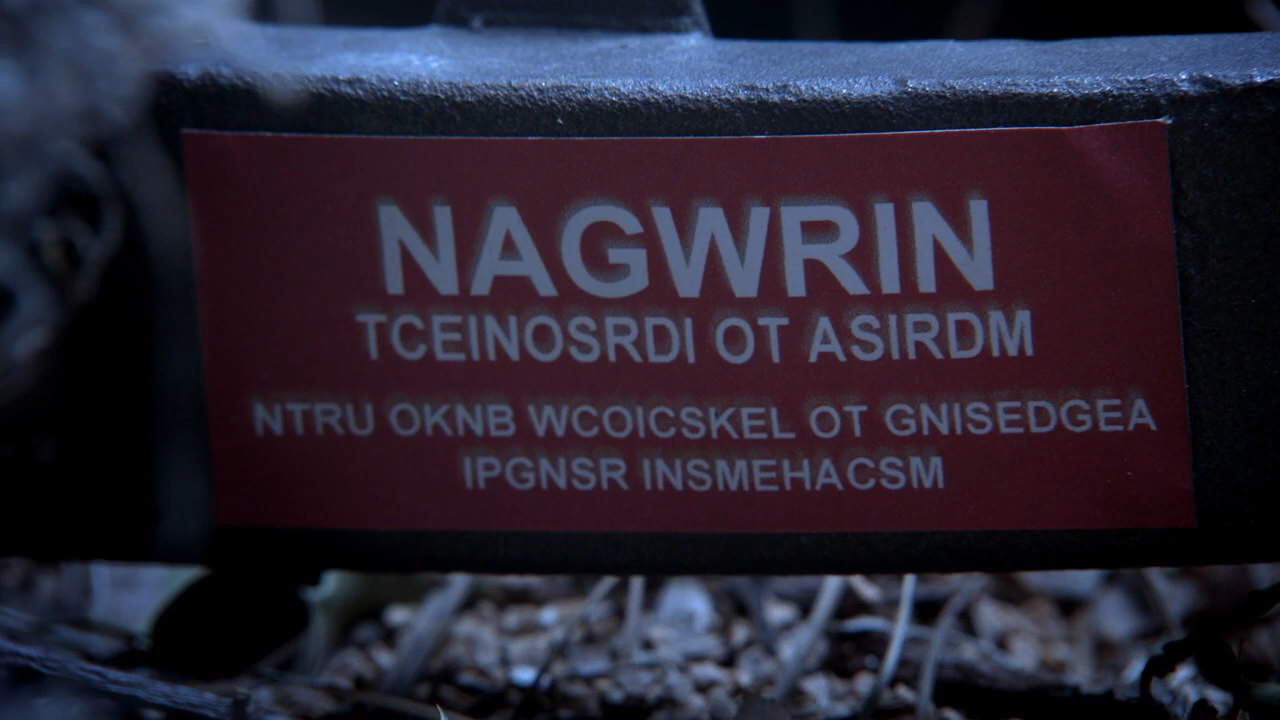 NAGWRIN
TCEINOSRDI OT ASIRDM
NTRU OKNB WCOICSKEL OT GNISEDGEA
IPGNSR INSMEHACSM